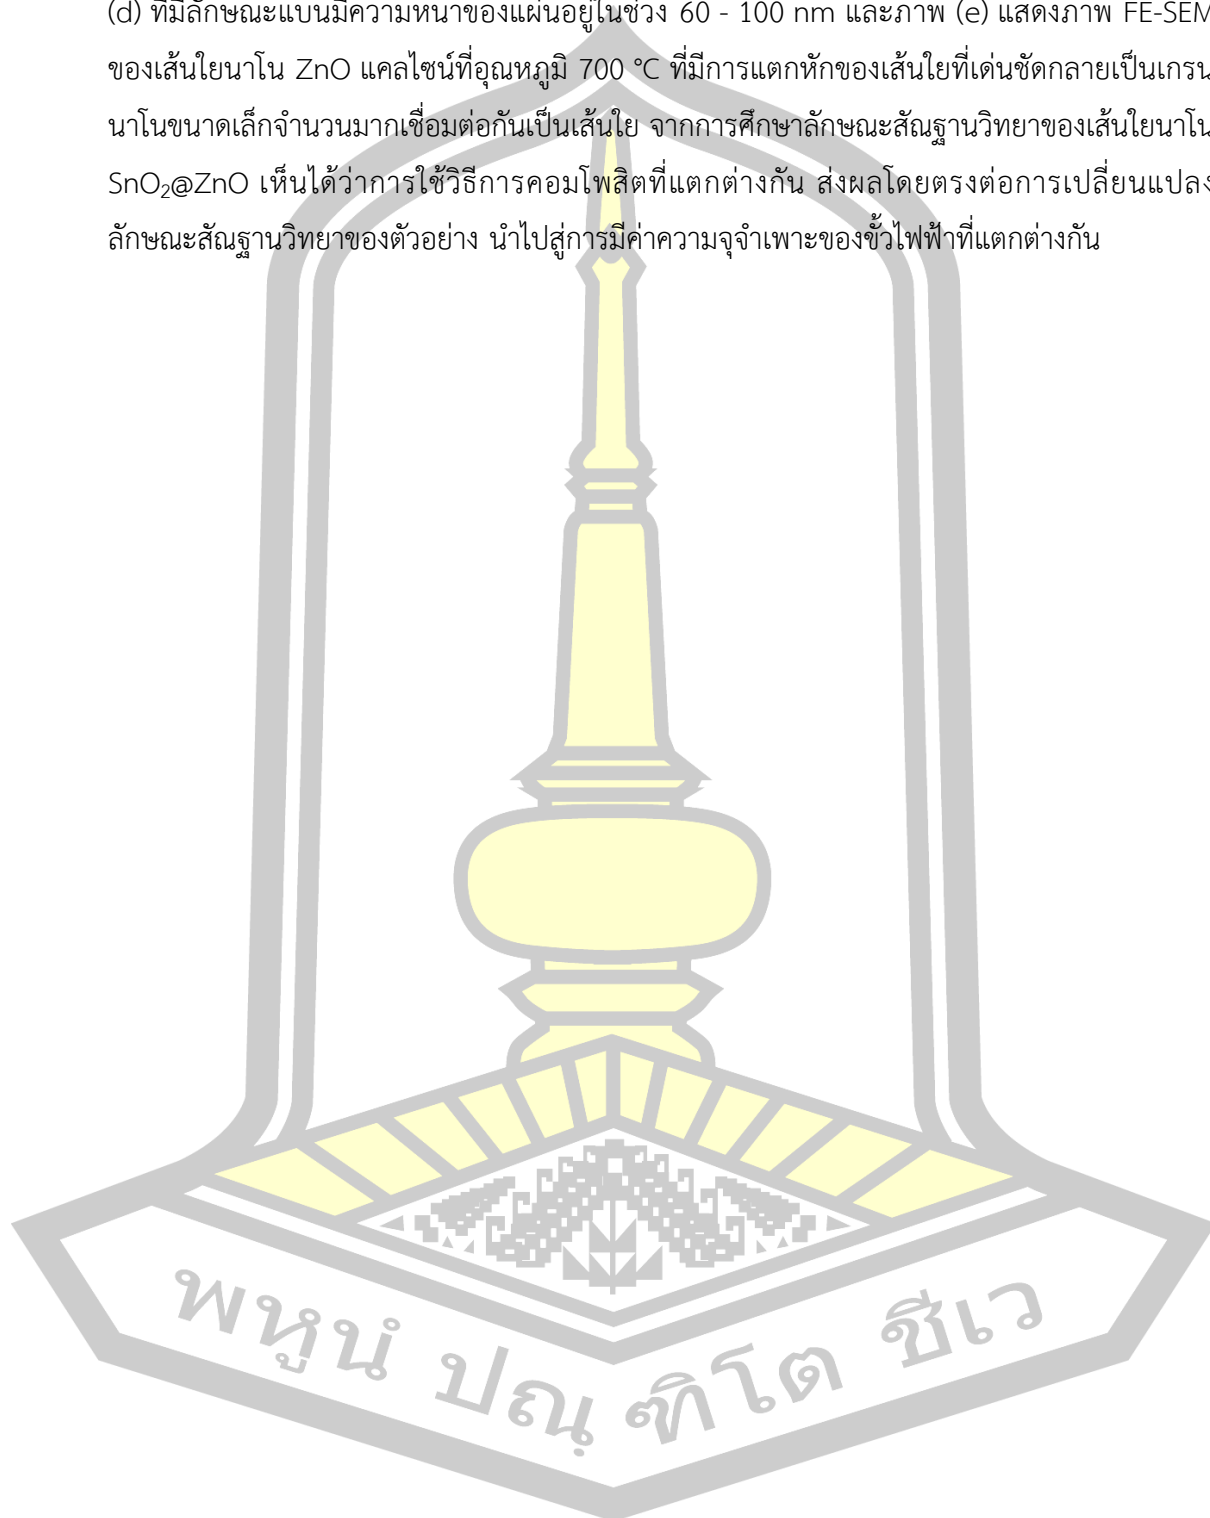 (d) ที่มีลักษณะแบนมีความหนาของแผ่นอยู่ในช่วง 60 - 100 nm และภาพ (e) แสดงภาพ FE-SEM
ของเส้นใยนาโน ZnO แคลไซน์ที่อุณหภูมิ 700 °C ที่มีการแตกหักของเส้นใยที่เด่นชัดกลายเป็นเกรน
นาโนขนาดเล็กจำนวนมากเชื่อมต่อกันเป็นเส้นใย จากการศึกษาลักษณะสัณฐานวิทยาของเส้นใยนาโน
SnO₂@ZnO เห็นได้ว่าการใช้วิธีการคอมโพสิตที่แตกต่างกัน ส่งผลโดยตรงต่อการเปลี่ยนแปลง
ลักษณะสัณฐานวิทยาของตัวอย่าง นำไปสู่การมีค่าความจุจำเพาะของขั้วไฟฟ้าที่แตกต่างกัน
พหูนํ ปณฺฑิโต ชีเว